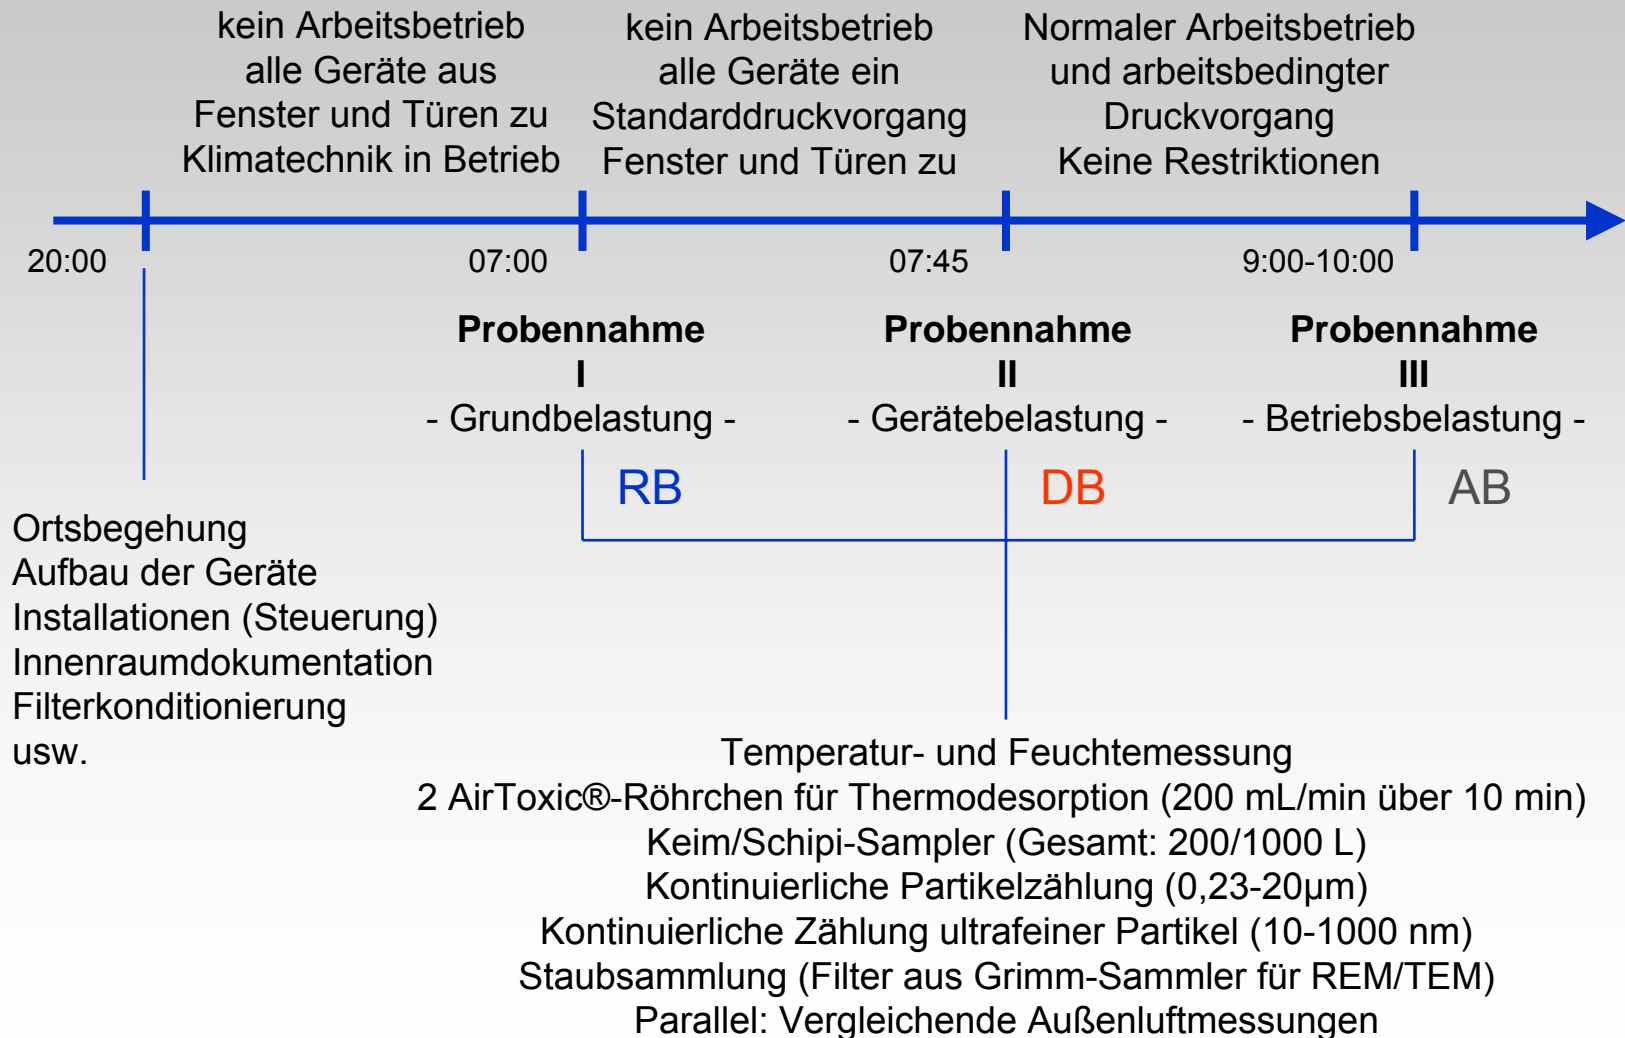 kein Arbeitsbetrieb
alle Geräte aus
Fenster und Türen zu
Klimatechnik in Betrieb
kein Arbeitsbetrieb
alle Geräte ein
Standarddruckvorgang
Fenster und Türen zu
Normaler Arbeitsbetrieb
und arbeitsbedingter
Druckvorgang
Keine Restriktionen
20:00
07:00
07:45
9:00-10:00
Probennahme
I
- Grundbelastung -
RB
Probennahme
II
- Gerätebelastung -
DB
Probennahme
III
- Betriebsbelastung -
AB
Ortsbegehung
Aufbau der Geräte
Installationen (Steuerung)
Innenraumdokumentation
Filterkonditionierung
usw.
Temperatur- und Feuchtemessung
2 AirToxic®-Röhrchen für Thermodesorption (200 mL/min über 10 min)
Keim/Schipi-Sampler (Gesamt: 200/1000 L)
Kontinuierliche Partikelzählung (0,23-20µm)
Kontinuierliche Zählung ultrafeiner Partikel (10-1000 nm)
Staubsammlung (Filter aus Grimm-Sammler für REM/TEM)
Parallel: Vergleichende Außenluftmessungen